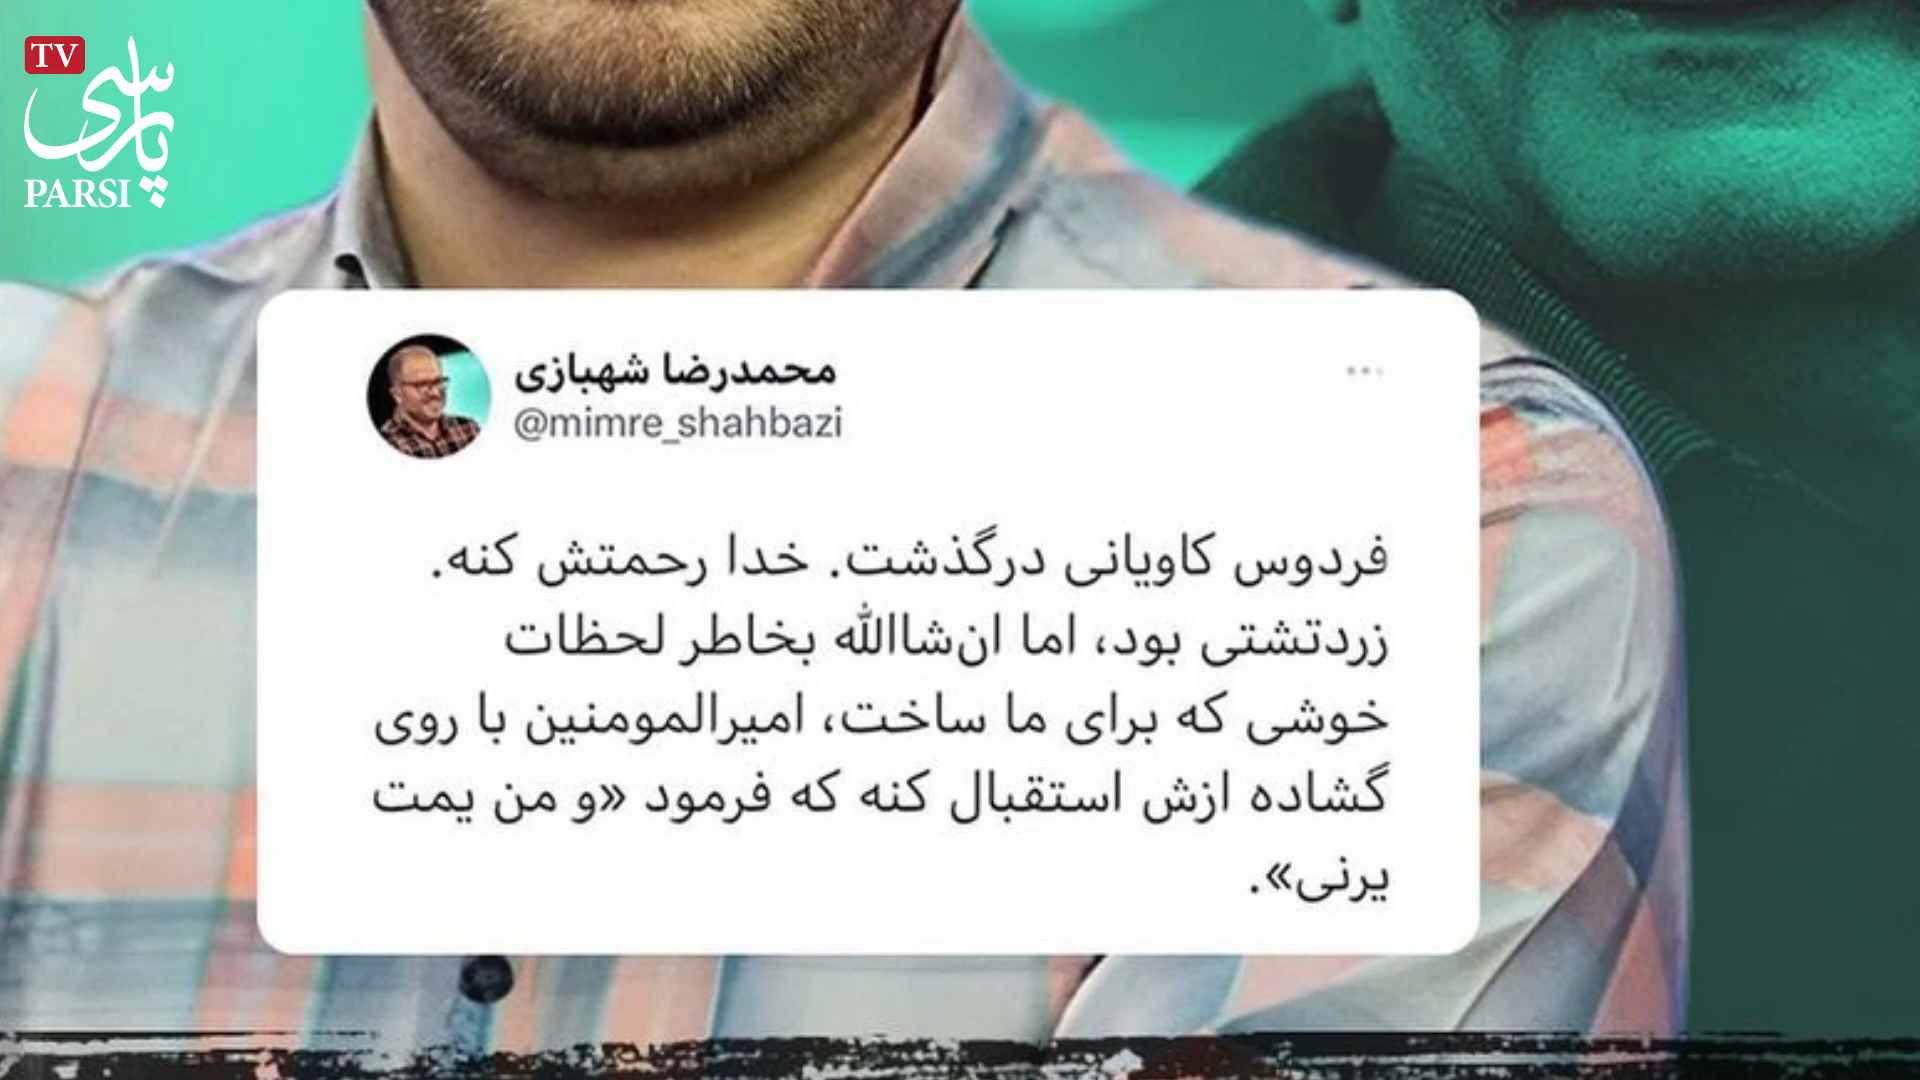 TV
پارسی
PARSI
محمدرضا شهبازی
@mimre_shahbazi
فردوس کاویانی درگذشت. خدا رحمتش کنه.
زردتشتی بود، اما ان‌شاالله بخاطر لحظات
خوشی که برای ما ساخت، امیرالمومنین با روی
گشاده ازش استقبال کنه که فرمود «و من یمت
یرنی».